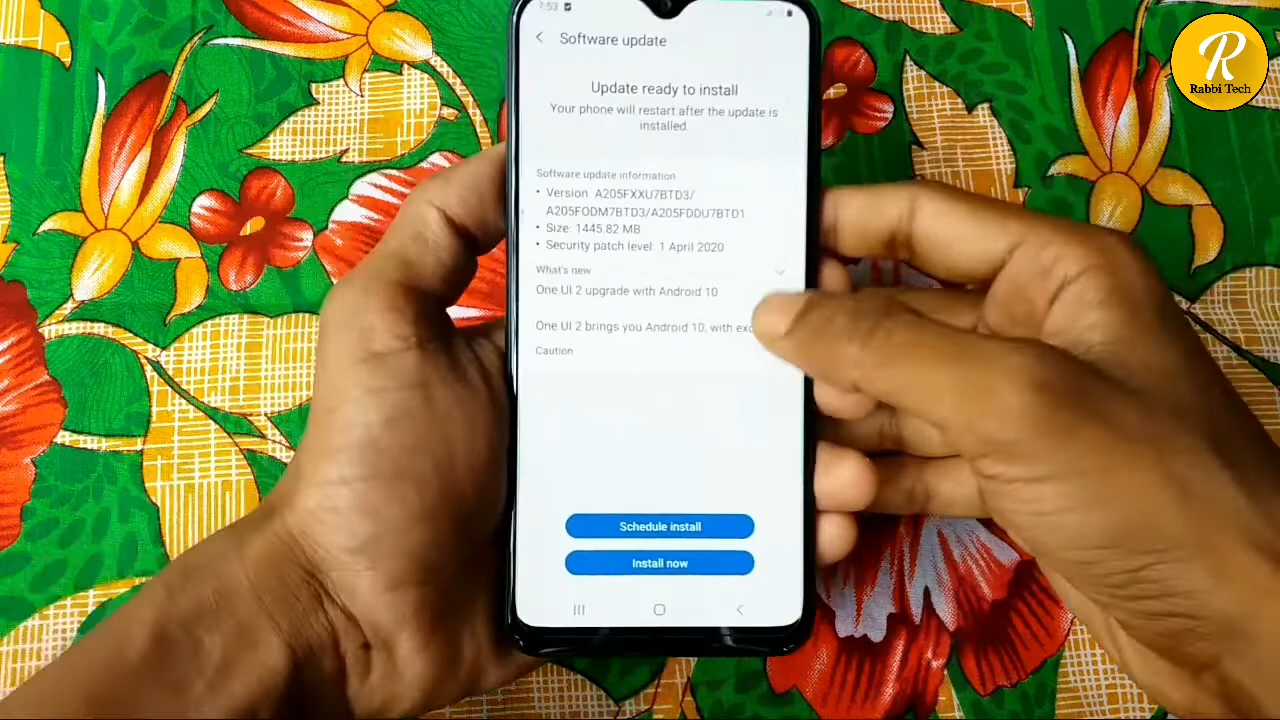 7:53
Software update
Update ready to install
Your phone will restart after the update is
installed.
Software update information
• Version: A205FXXU7BTD3/
A205FODM7BTD3/A205FDDU7BTD1
• Size: 1445.82 MB
• Security patch level: 1 April 2020
What's new
One UI 2 upgrade with Android 10
One UI 2 brings you Android 10, with
Caution
Schedule install
Install now
R
Rabbi Tech